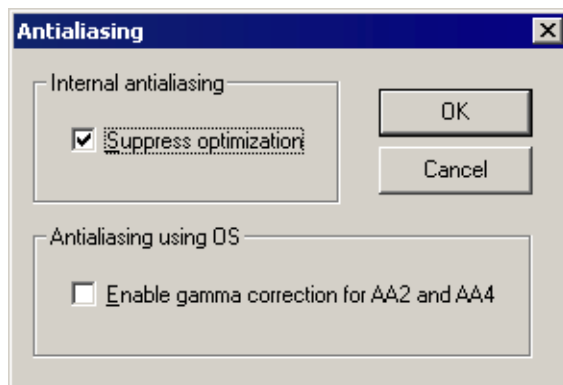 Antialiasing
Internal antialiasing
Suppress optimization
OK
Cancel
Antialiasing using OS
Enable gamma correction for AA2 and AA4